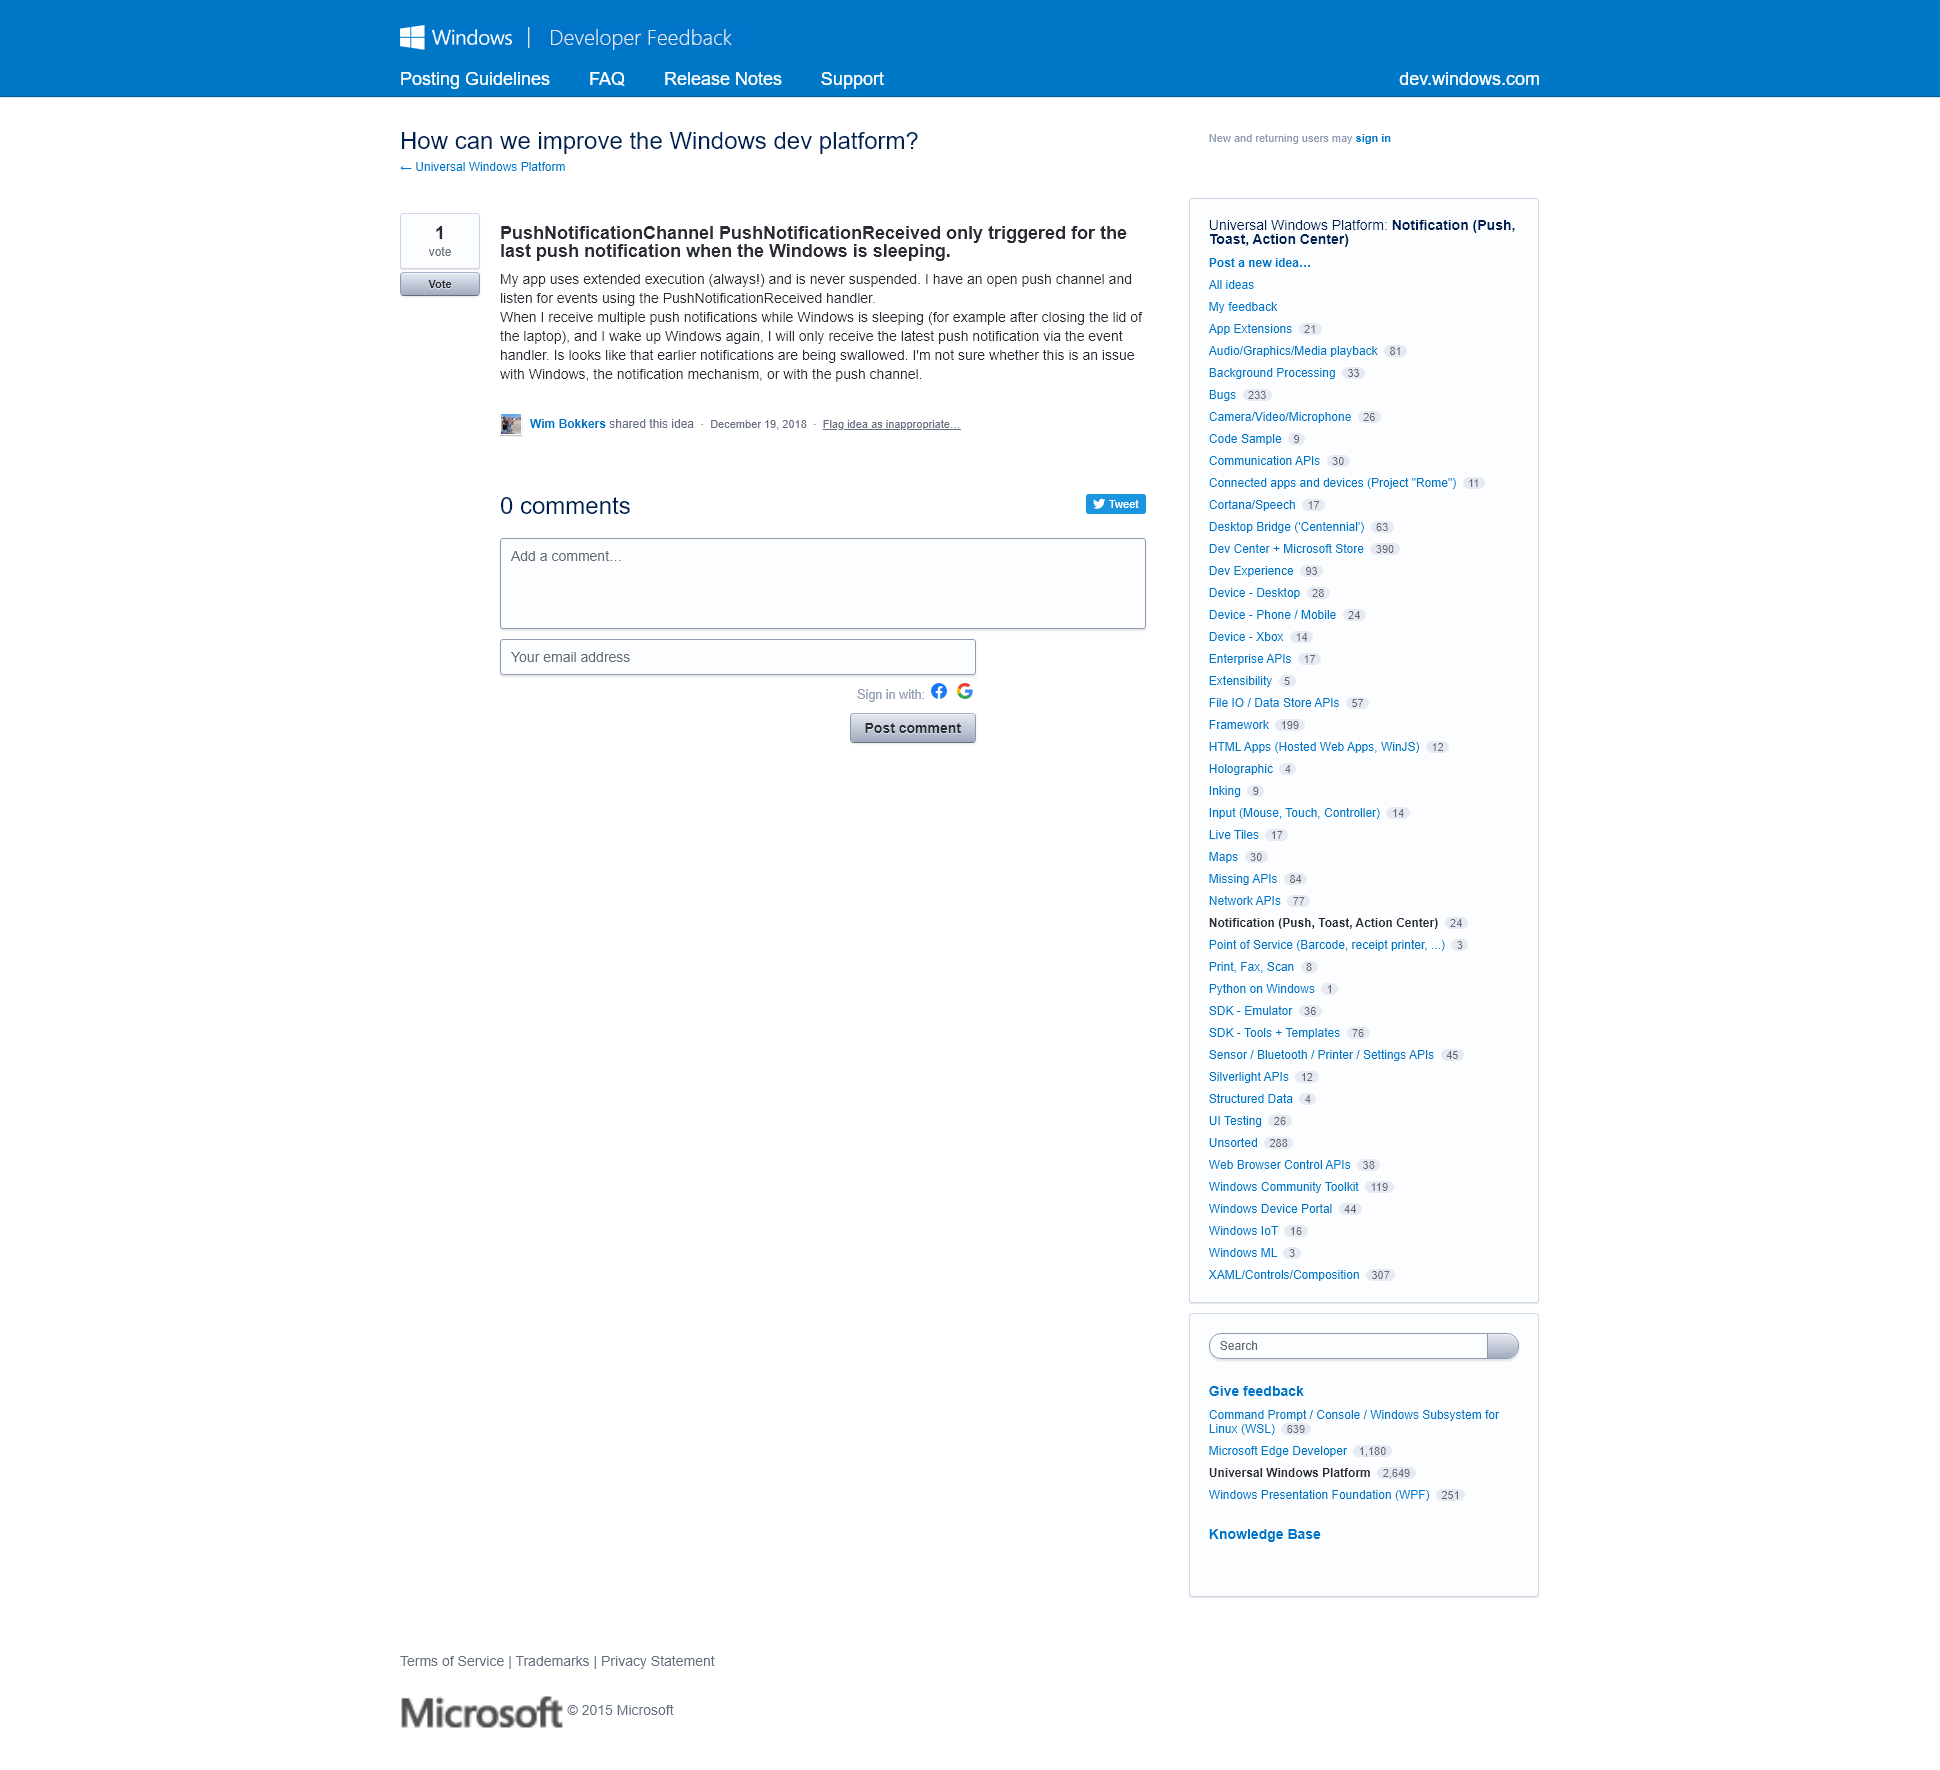 Windows | Developer Feedback
Posting Guidelines FAQ Release Notes Support dev.windows.com
How can we improve the Windows dev platform?
← Universal Windows Platform
New and returning users may sign in
1
vote
Vote
PushNotificationChannel PushNotificationReceived only triggered for the
last push notification when the Windows is sleeping.
My app uses extended execution (always!) and is never suspended. I have an open push channel and
listen for events using the PushNotificationReceived handler.
When I receive multiple push notifications while Windows is sleeping (for example after closing the lid of
the laptop), and I wake up Windows again, I will only receive the latest push notification via the event
handler. Is looks like that earlier notifications are being swallowed. I'm not sure whether this is an issue
with Windows, the notification mechanism, or with the push channel.
Wim Bokkers shared this idea · December 19, 2018 · Flag idea as inappropriate…
0 comments
Tweet
Add a comment…
Your email address
Sign in with:
Post comment
Universal Windows Platform: Notification (Push,
Toast, Action Center)
Post a new idea…
All ideas
My feedback
App Extensions 21
Audio/Graphics/Media playback 81
Background Processing 33
Bugs 233
Camera/Video/Microphone 26
Code Sample 9
Communication APIs 30
Connected apps and devices (Project "Rome") 11
Cortana/Speech 17
Desktop Bridge ('Centennial') 63
Dev Center + Microsoft Store 390
Dev Experience 93
Device - Desktop 28
Device - Phone / Mobile 24
Device - Xbox 14
Enterprise APIs 17
Extensibility 5
File IO / Data Store APIs 57
Framework 199
HTML Apps (Hosted Web Apps, WinJS) 12
Holographic 4
Inking 9
Input (Mouse, Touch, Controller) 14
Live Tiles 17
Maps 30
Missing APIs 84
Network APIs 77
Notification (Push, Toast, Action Center) 24
Point of Service (Barcode, receipt printer, ...) 3
Print, Fax, Scan 8
Python on Windows 1
SDK - Emulator 36
SDK - Tools + Templates 76
Sensor / Bluetooth / Printer / Settings APIs 45
Silverlight APIs 12
Structured Data 4
UI Testing 26
Unsorted 288
Web Browser Control APIs 38
Windows Community Toolkit 119
Windows Device Portal 44
Windows IoT 16
Windows ML 3
XAML/Controls/Composition 307
Search
Give feedback
Command Prompt / Console / Windows Subsystem for
Linux (WSL) 639
Microsoft Edge Developer 1,180
Universal Windows Platform 2,649
Windows Presentation Foundation (WPF) 251
Knowledge Base
Terms of Service | Trademarks | Privacy Statement
Microsoft © 2015 Microsoft